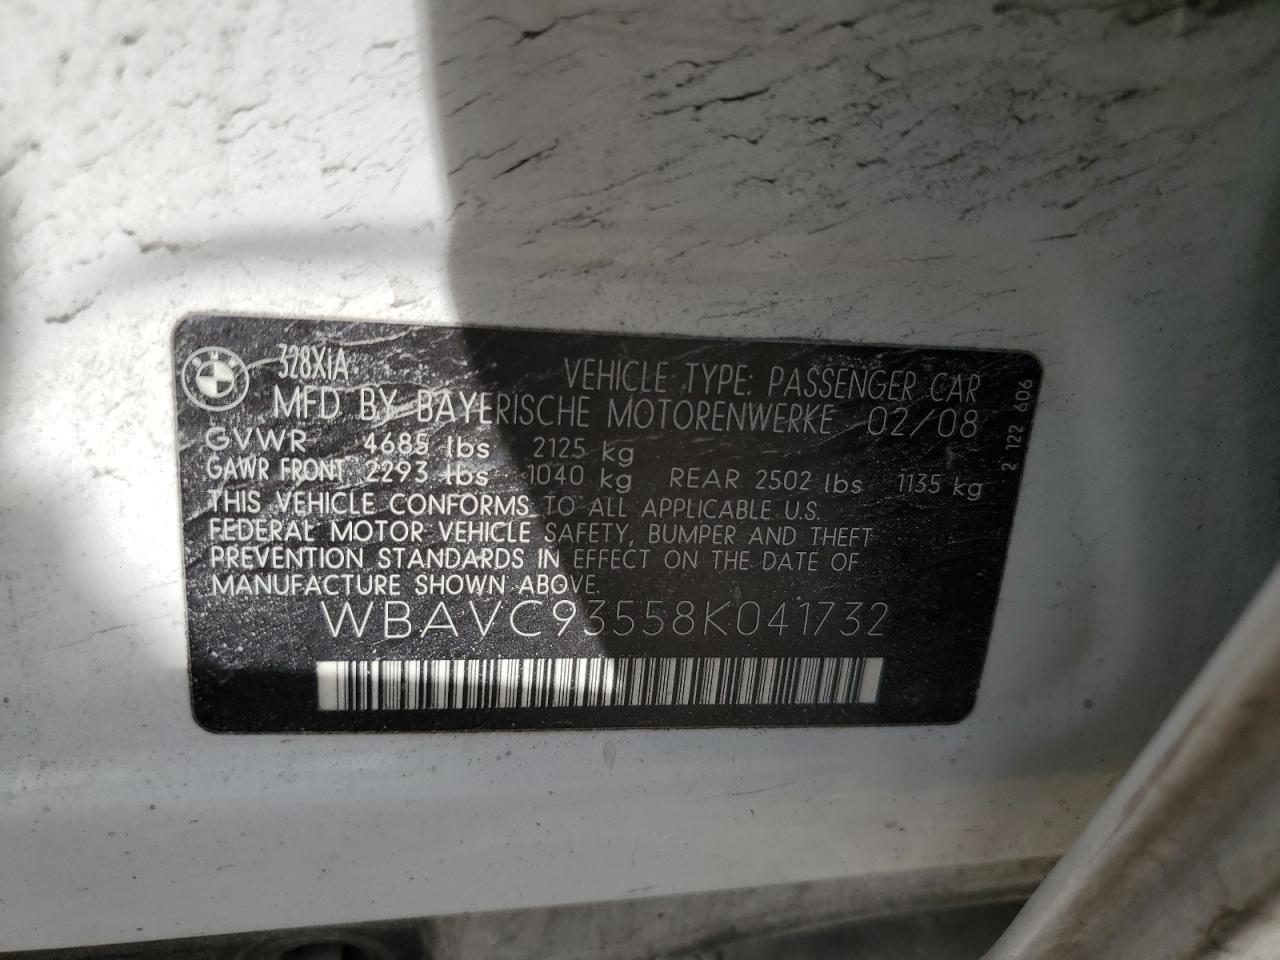 328XiA
VEHICLE TYPE: PASSENGER CAR
MFD BY BAYERISCHE MOTORENWERKE 02/08
GVWR 4685 lbs 2125 kg
GAWR FRONT 2293 lbs 1040 kg REAR 2502 lbs 1135 kg
THIS VEHICLE CONFORMS TO ALL APPLICABLE U.S.
FEDERAL MOTOR VEHICLE SAFETY, BUMPER AND THEFT
PREVENTION STANDARDS IN EFFECT ON THE DATE OF
MANUFACTURE SHOWN ABOVE
WBAVC93558K041732
2 122 606